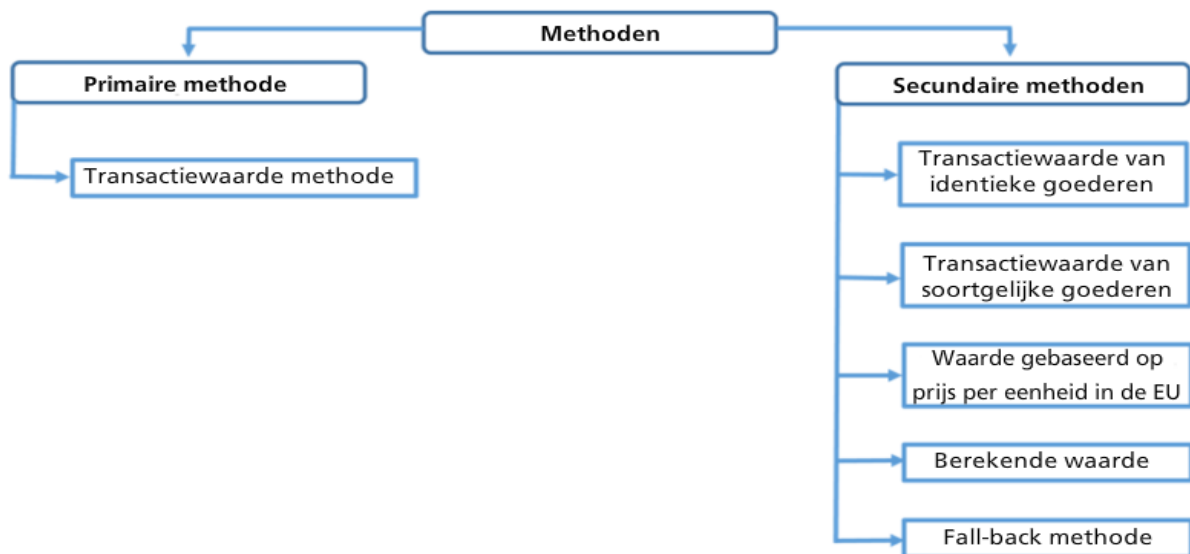 Methoden
Primaire methode
Transactiewaarde methode
Secundaire methoden
Transactiewaarde van
identieke goederen
Transactiewaarde van
soortgelijke goederen
Waarde gebaseerd op
prijs per eenheid in de EU
Berekende waarde
Fall-back methode